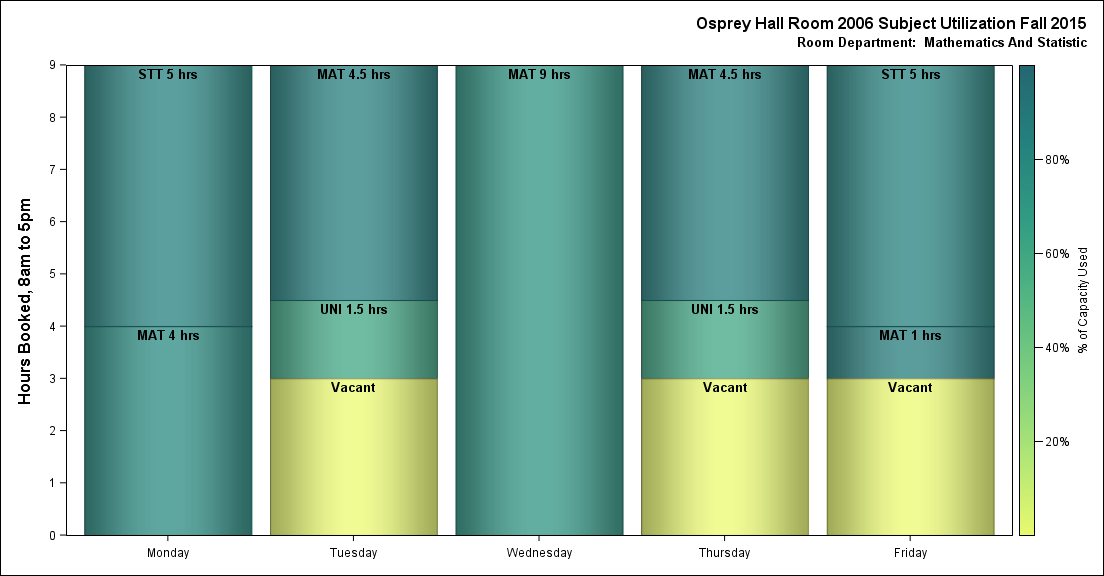 Osprey Hall Room 2006 Subject Utilization Fall 2015
Room Department: Mathematics And Statistic
Hours Booked, 8am to 5pm
9
8
7
6
5
4
3
2
1
0
STT 5 hrs
MAT 4 hrs
MAT 4.5 hrs
UNI 1.5 hrs
Vacant
MAT 9 hrs
MAT 4.5 hrs
UNI 1.5 hrs
Vacant
STT 5 hrs
MAT 1 hrs
Vacant
Monday
Tuesday
Wednesday
Thursday
Friday
80%
60%
40%
20%
% of Capacity Used